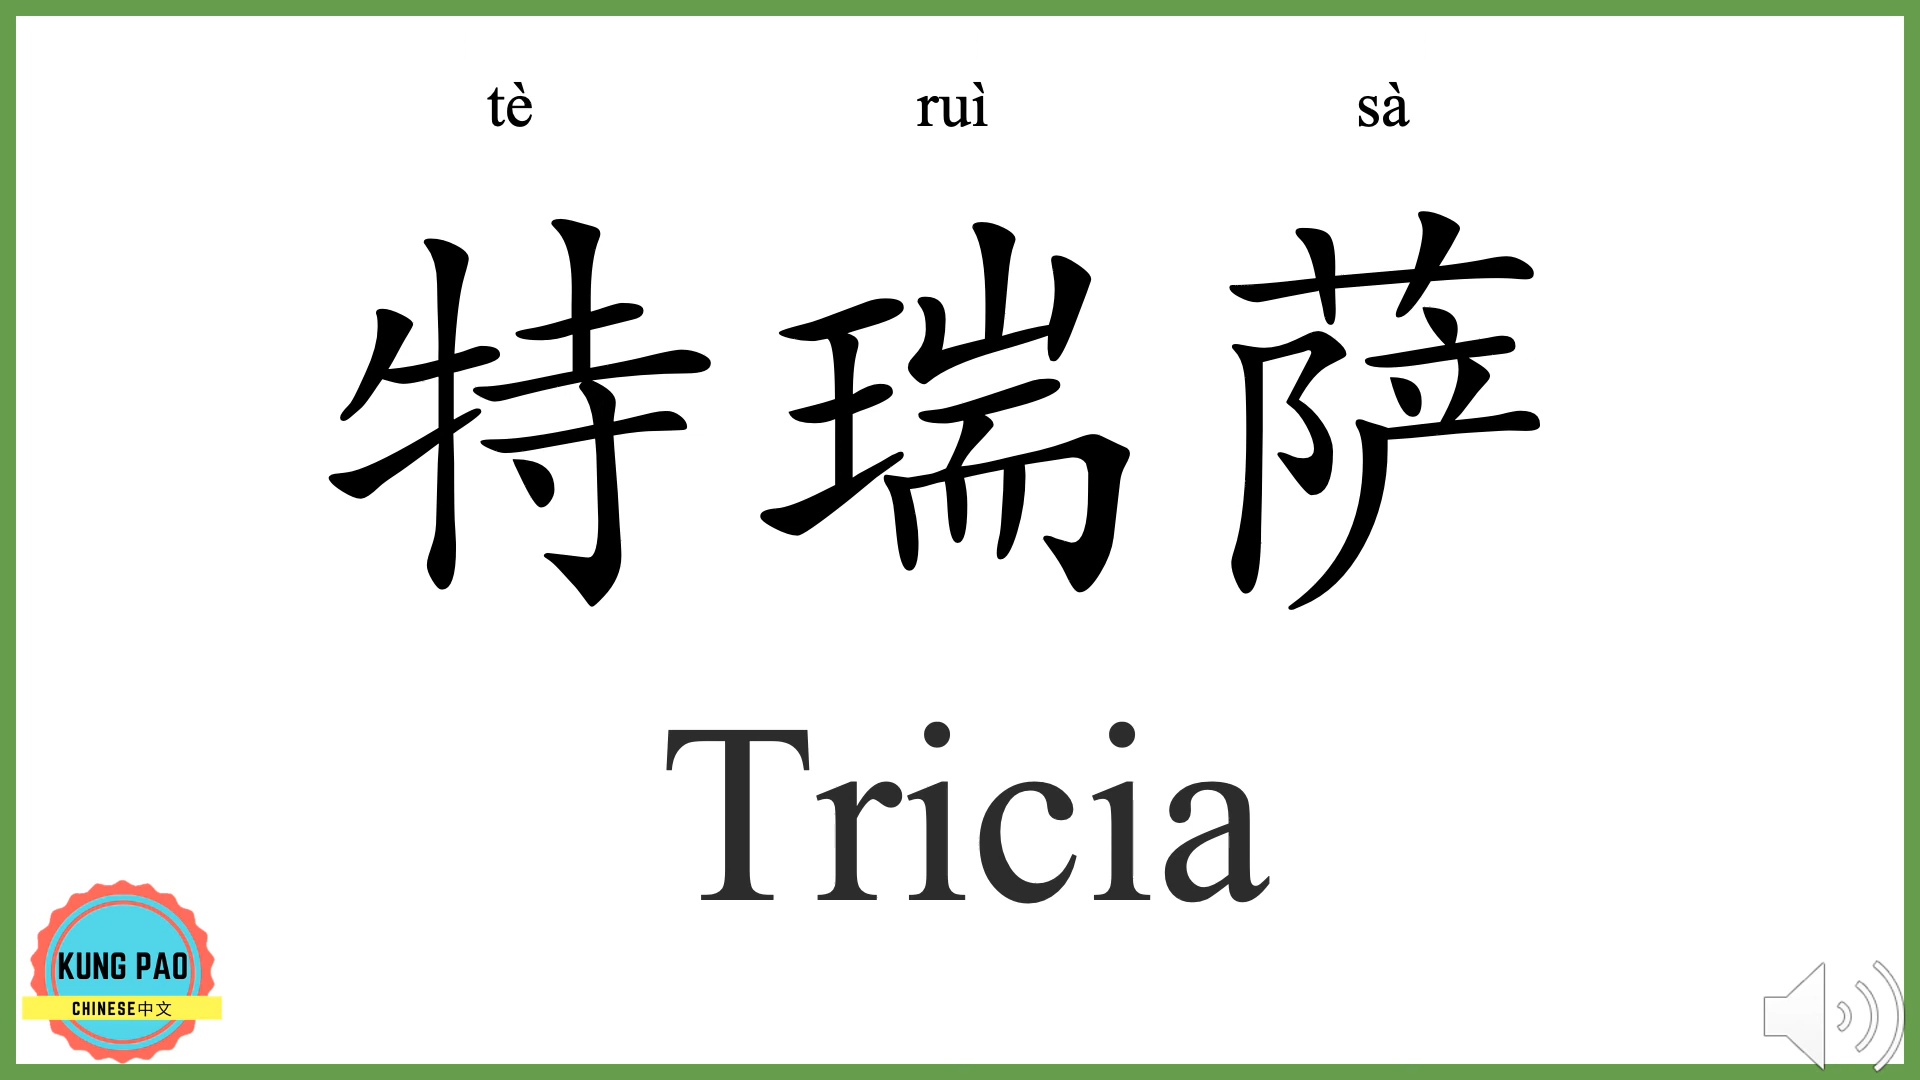 tè ruì sà
特瑞萨
Tricia
KUNG PAO
CHINESE中文